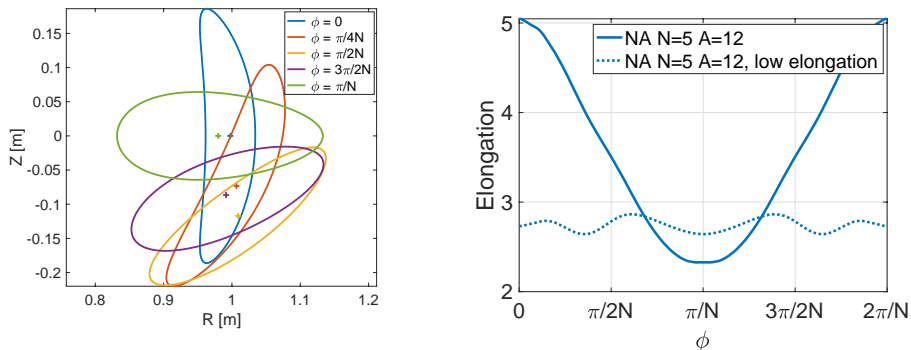 0.15
0.1
0.05
0
-0.05
-0.1
-0.15
-0.2
Z [m]
0.8 0.9 1 1.1 1.2
R [m]
ϕ = 0
ϕ = π/4N
ϕ = π/2N
ϕ = 3π/2N
ϕ = π/N
5
4
3
2
Elongation
0 π/2N π/N 3π/2N 2π/N
ϕ
NA N=5 A=12
NA N=5 A=12, low elongation